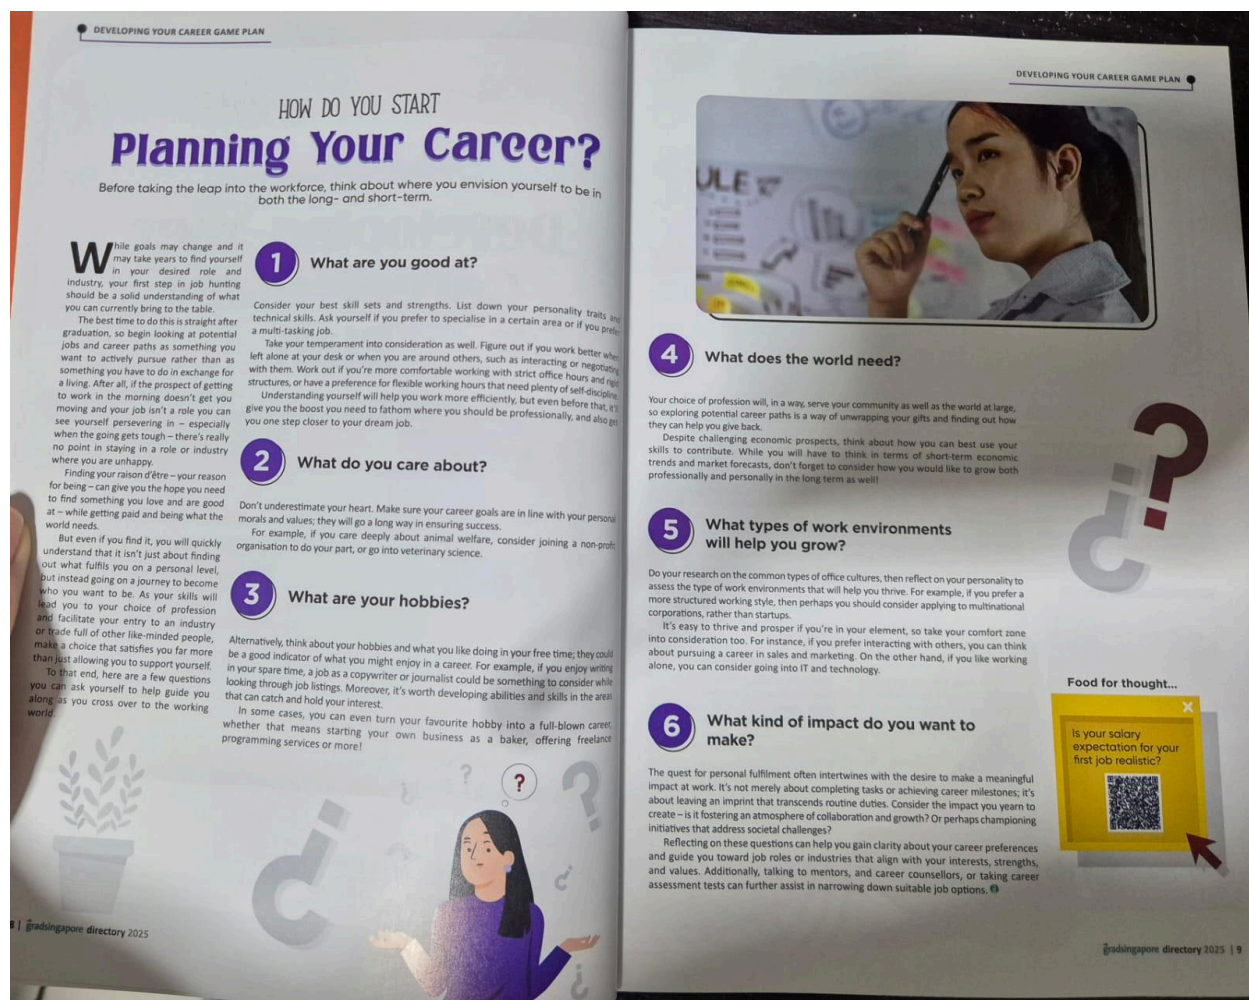 DEVELOPING YOUR CAREER GAME PLAN
HOW DO YOU START
Planning Your Career?
Before taking the leap into the workforce, think about where you envision yourself to be in
both the long- and short-term.
While goals may change and it
may take years to find yourself
in your desired role and
industry, your first step in job hunting
should be a solid understanding of what
you can currently bring to the table.
The best time to do this is straight after
graduation, so begin looking at potential
jobs and career paths as something you
want to actively pursue rather than as
something you have to do in exchange for
a living. After all, if the prospect of getting
to work in the morning doesn't get you
moving and your job isn't a role you can
see yourself persevering in – especially
when the going gets tough – there's really
no point in staying in a role or industry
where you are unhappy.
Finding your raison d'être – your reason
for being – can give you the hope you need
to find something you love and are good
at – while getting paid and being what the
world needs.
But even if you find it, you will quickly
understand that it isn't just about finding
out what fulfils you on a personal level,
but instead going on a journey to become
who you want to be. As your skills will
lead you to your choice of profession
and facilitate your entry to an industry
or trade full of other like-minded people,
make a choice that satisfies you far more
than just allowing you to support yourself.
To that end, here are a few questions
you can ask yourself to help guide you
along as you cross over to the working
world.
1 What are you good at?
Consider your best skill sets and strengths. List down your personality traits and
technical skills. Ask yourself if you prefer to specialise in a certain area or if you prefer
a multi-tasking job.
Take your temperament into consideration as well. Figure out if you work better when
left alone at your desk or when you are around others, such as interacting or negotiating
with them. Work out if you're more comfortable working with strict office hours and rigid
structures, or have a preference for flexible working hours that need plenty of self-discipline.
Understanding yourself will help you work more efficiently, but even before that, it'll
give you the boost you need to fathom where you should be professionally, and also get
you one step closer to your dream job.
2 What do you care about?
Don't underestimate your heart. Make sure your career goals are in line with your personal
morals and values; they will go a long way in ensuring success.
For example, if you care deeply about animal welfare, consider joining a non-profit
organisation to do your part, or go into veterinary science.
3 What are your hobbies?
Alternatively, think about your hobbies and what you like doing in your free time; they could
be a good indicator of what you might enjoy in a career. For example, if you enjoy writing
in your spare time, a job as a copywriter or journalist could be something to consider while
looking through job listings. Moreover, it's worth developing abilities and skills in the areas
that can catch and hold your interest.
In some cases, you can even turn your favourite hobby into a full-blown career,
whether that means starting your own business as a baker, offering freelance
programming services or more!
?
8 | gradsingapore directory 2025
DEVELOPING YOUR CAREER GAME PLAN
ULE
4 What does the world need?
Your choice of profession will, in a way, serve your community as well as the world at large,
so exploring potential career paths is a way of unwrapping your gifts and finding out how
they can help you give back.
Despite challenging economic prospects, think about how you can best use your
skills to contribute. While you will have to think in terms of short-term economic
trends and market forecasts, don't forget to consider how you would like to grow both
professionally and personally in the long term as well!
5 What types of work environments
will help you grow?
Do your research on the common types of office cultures, then reflect on your personality to
assess the type of work environments that will help you thrive. For example, if you prefer a
more structured working style, then perhaps you should consider applying to multinational
corporations, rather than startups.
It's easy to thrive and prosper if you're in your element, so take your comfort zone
into consideration too. For instance, if you prefer interacting with others, you can think
about pursuing a career in sales and marketing. On the other hand, if you like working
alone, you can consider going into IT and technology.
6 What kind of impact do you want to
make?
The quest for personal fulfilment often intertwines with the desire to make a meaningful
impact at work. It's not merely about completing tasks or achieving career milestones; it's
about leaving an imprint that transcends routine duties. Consider the impact you yearn to
create – is it fostering an atmosphere of collaboration and growth? Or perhaps championing
initiatives that address societal challenges?
Reflecting on these questions can help you gain clarity about your career preferences
and guide you toward job roles or industries that align with your interests, strengths,
and values. Additionally, talking to mentors, and career counsellors, or taking career
assessment tests can further assist in narrowing down suitable job options.
Food for thought...
Is your salary
expectation for your
first job realistic?
gradsingapore directory 2025 | 9